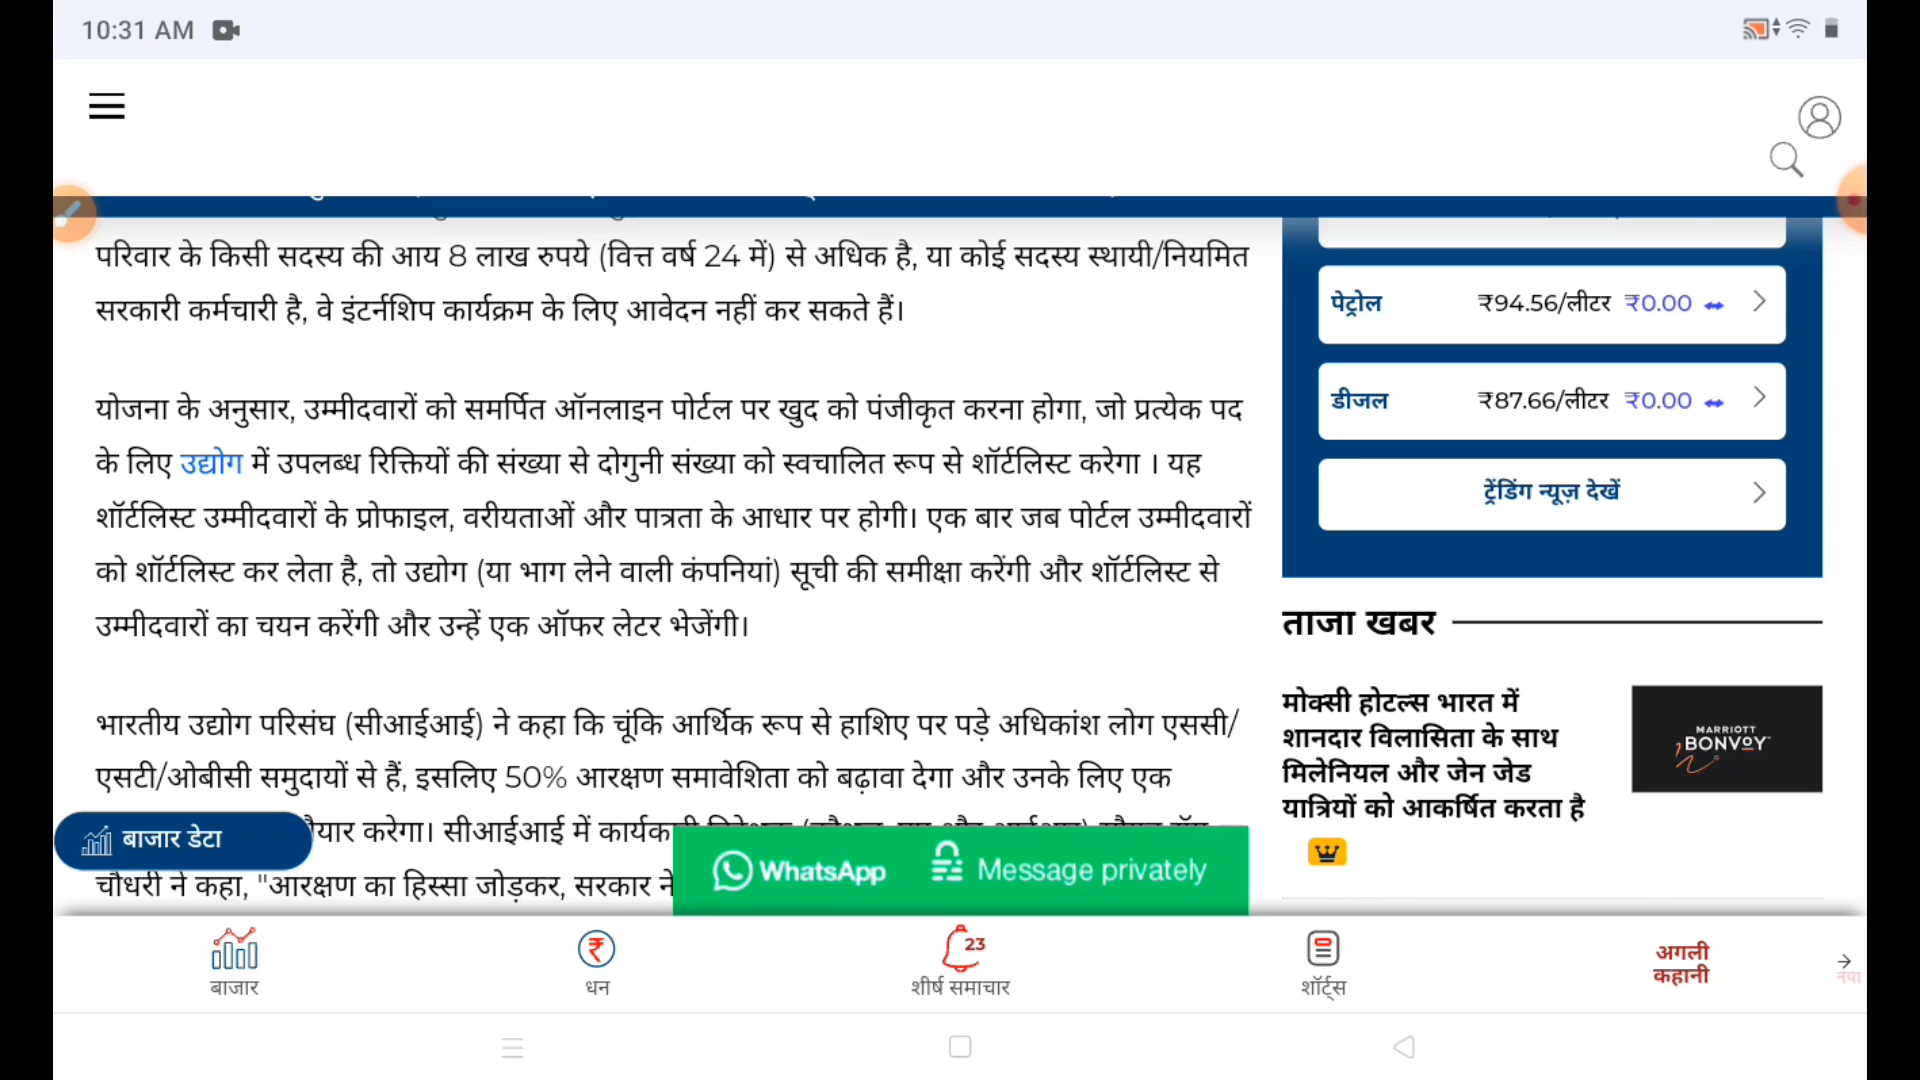 10:31 AM
परिवार के किसी सदस्य की आय 8 लाख रुपये (वित्त वर्ष 24 में) से अधिक है, या कोई सदस्य स्थायी/नियमित
सरकारी कर्मचारी है, वे इंटर्नशिप कार्यक्रम के लिए आवेदन नहीं कर सकते हैं।
योजना के अनुसार, उम्मीदवारों को समर्पित ऑनलाइन पोर्टल पर खुद को पंजीकृत करना होगा, जो प्रत्येक पद
के लिए उद्योग में उपलब्ध रिक्तियों की संख्या से दोगुनी संख्या को स्वचालित रूप से शॉर्टलिस्ट करेगा । यह
शॉर्टलिस्ट उम्मीदवारों के प्रोफाइल, वरीयताओं और पात्रता के आधार पर होगी। एक बार जब पोर्टल उम्मीदवारों
को शॉर्टलिस्ट कर लेता है, तो उद्योग (या भाग लेने वाली कंपनियां) सूची की समीक्षा करेंगी और शॉर्टलिस्ट से
उम्मीदवारों का चयन करेंगी और उन्हें एक ऑफर लेटर भेजेंगी।
भारतीय उद्योग परिसंघ (सीआईआई) ने कहा कि चूंकि आर्थिक रूप से हाशिए पर पड़े अधिकांश लोग एससी/
एसटी/ओबीसी समुदायों से हैं, इसलिए 50% आरक्षण समावेशिता को बढ़ावा देगा और उनके लिए एक
करेगा। सीआईआई में
चौधरी ने कहा, "आरक्षण का हिस्सा जोड़कर, सरकार ने
पेट्रोल ₹94.56/लीटर ₹0.00
डीजल ₹87.66/लीटर ₹0.00
ट्रेंडिंग न्यूज़ देखें
ताजा खबर
मोक्सी होटल्स भारत में
शानदार विलासिता के साथ
मिलेनियल और जेन जेड
यात्रियों को आकर्षित करता है
MARRIOTT
BONVOY
बाजार डेटा
WhatsApp Message privately
बाजार
धन
23
शीर्ष समाचार
शॉर्ट्स
अगली
कहानी
नया